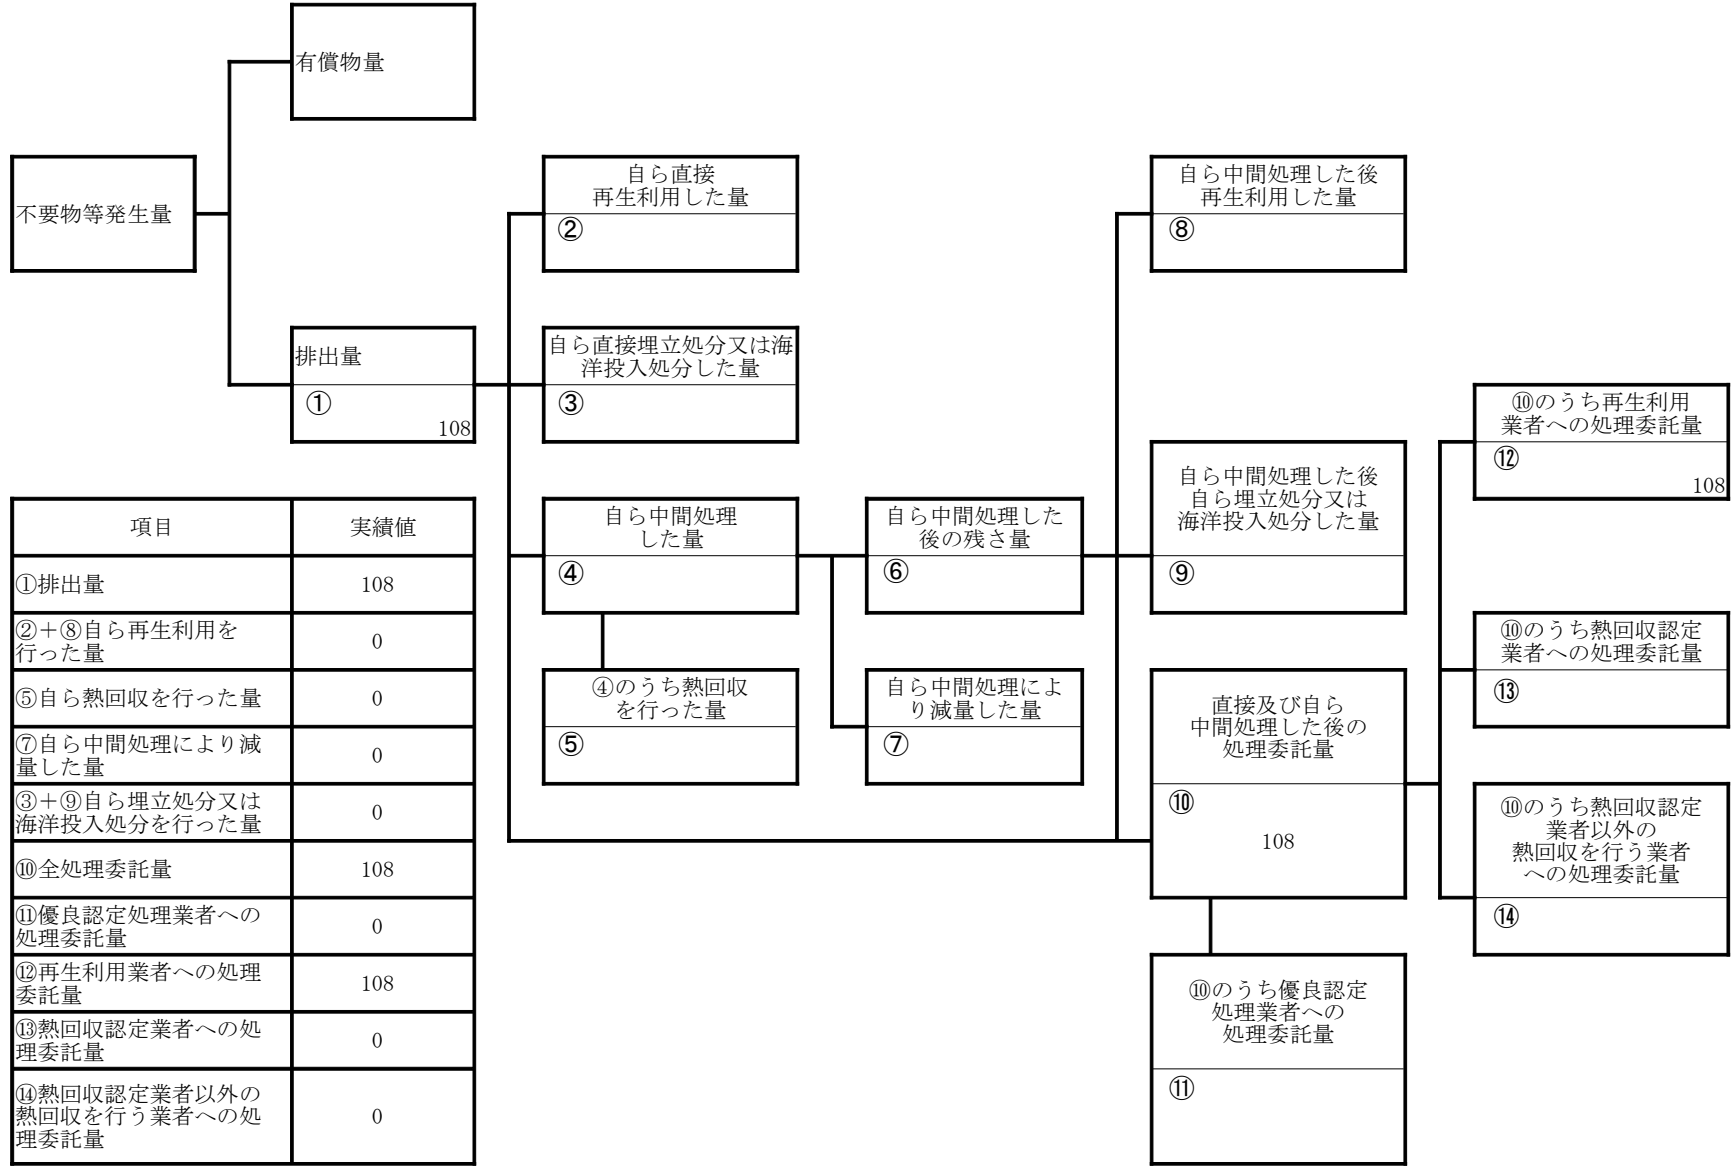 有償物量
不要物等発生量
自ら直接
再生利用した量
②
自ら中間処理した後
再生利用した量
⑧
排出量
①
108
自ら直接埋立処分又は海
洋投入処分した量
③
⑩のうち再生利用
業者への処理委託量
⑫
108
自ら中間処理
した量
④
自ら中間処理した
後の残さ量
⑥
自ら中間処理した後
自ら埋立処分又は
海洋投入処分した量
⑨
⑩のうち熱回収認定
業者への処理委託量
⑬
④のうち熱回収
を行った量
⑤
自ら中間処理によ
り減量した量
⑦
直接及び自ら
中間処理した後の
処理委託量
⑩
108
⑩のうち熱回収認定
業者以外の
熱回収を行う業者
への処理委託量
⑭
⑩のうち優良認定
処理業者への
処理委託量
⑪
項目 実績値
①排出量 108
②＋⑧自ら再生利用を
行った量 0
⑤自ら熱回収を行った量 0
⑦自ら中間処理により減
量した量 0
③＋⑨自ら埋立処分又は
海洋投入処分を行った量 0
⑩全処理委託量 108
⑪優良認定処理業者への
処理委託量 0
⑫再生利用業者への処理
委託量 108
⑬熱回収認定業者への処
理委託量 0
⑭熱回収認定業者以外の
熱回収を行う業者への処
理委託量 0